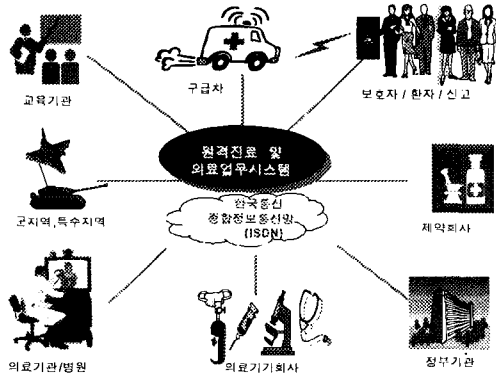 교육기관
구급차
보호자 / 환자 / 신고
원격진료 및
의료업무시스템
군지역,특수지역
한국통신
종합정보통신망
(ISDN)
제약회사
의료기관/병원
의료기기회사
정부기관